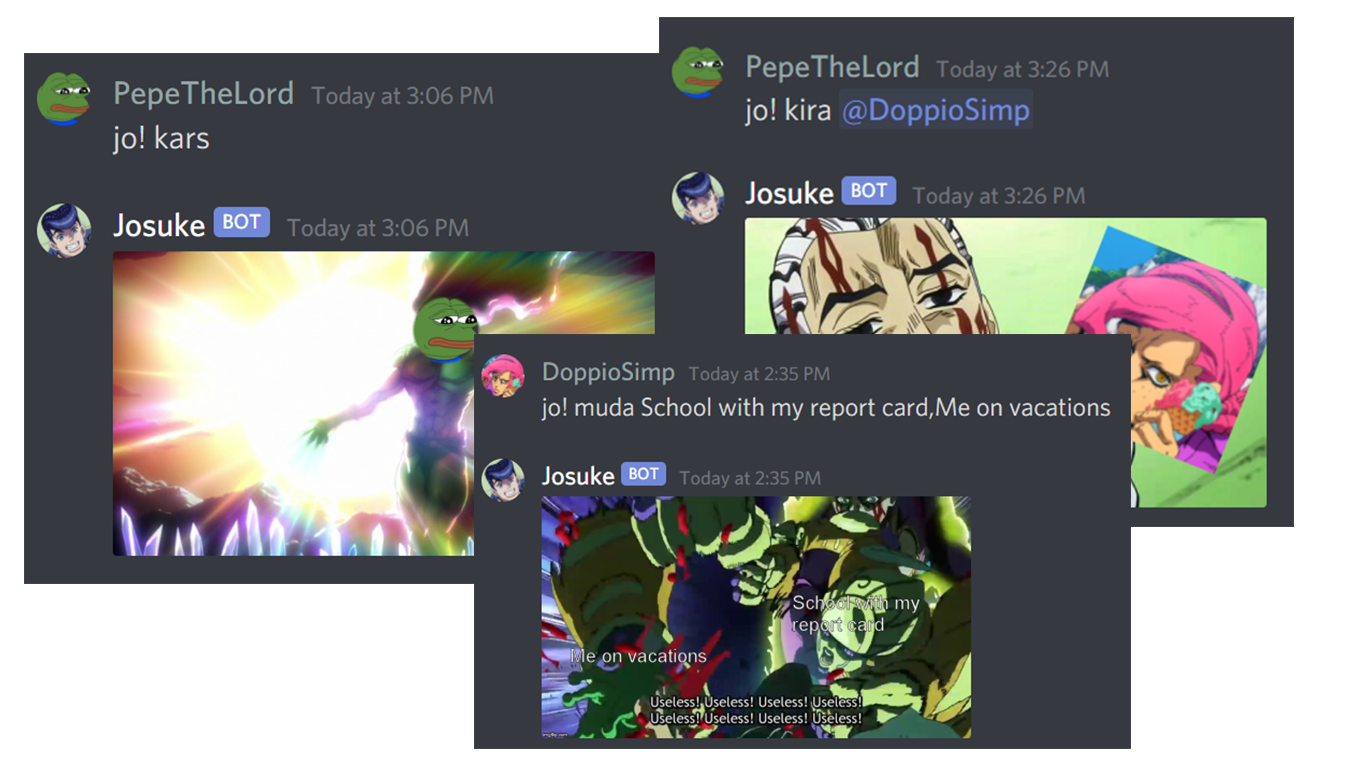 PepeTheLord Today at 3:06 PM
jo! kars
Josuke BOT Today at 3:06 PM
PepeTheLord Today at 3:26 PM
jo! kira @DoppioSimp
Josuke BOT Today at 3:26 PM
DoppioSimp Today at 2:35 PM
jo! muda School with my report card,Me on vacations
Josuke BOT Today at 2:35 PM
School with my
report card
Me on vacations
Useless! Useless! Useless! Useless!
Useless! Useless! Useless! Useless!